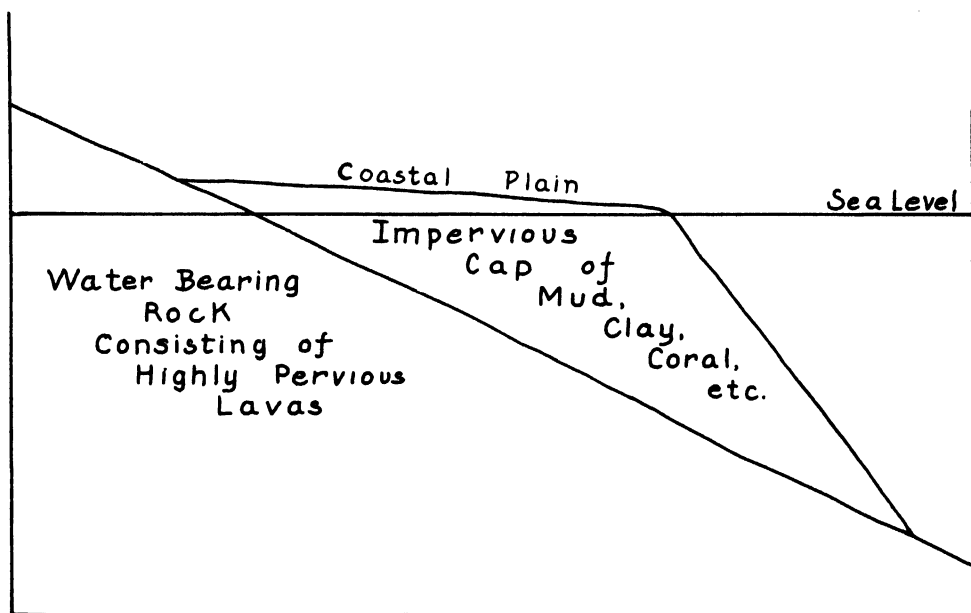 Coastal Plain
Sea Level
Impervious
Cap of
Mud,
Clay,
Coral,
etc.
Water Bearing
Rock
Consisting of
Highly Pervious
Lavas